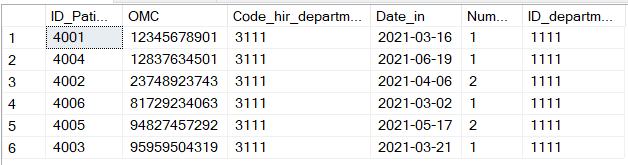 ID_Pati... OMC Code_hir_departm... Date_in Num... ID_departm...
1 4001 12345678901 3111 2021-03-16 1 1111
2 4004 12837634501 3111 2021-06-19 1 1111
3 4002 23748923743 3111 2021-04-06 2 1111
4 4006 81729234063 3111 2021-03-02 1 1111
5 4005 94827457292 3111 2021-05-17 2 1111
6 4003 95959504319 3111 2021-03-21 1 1111